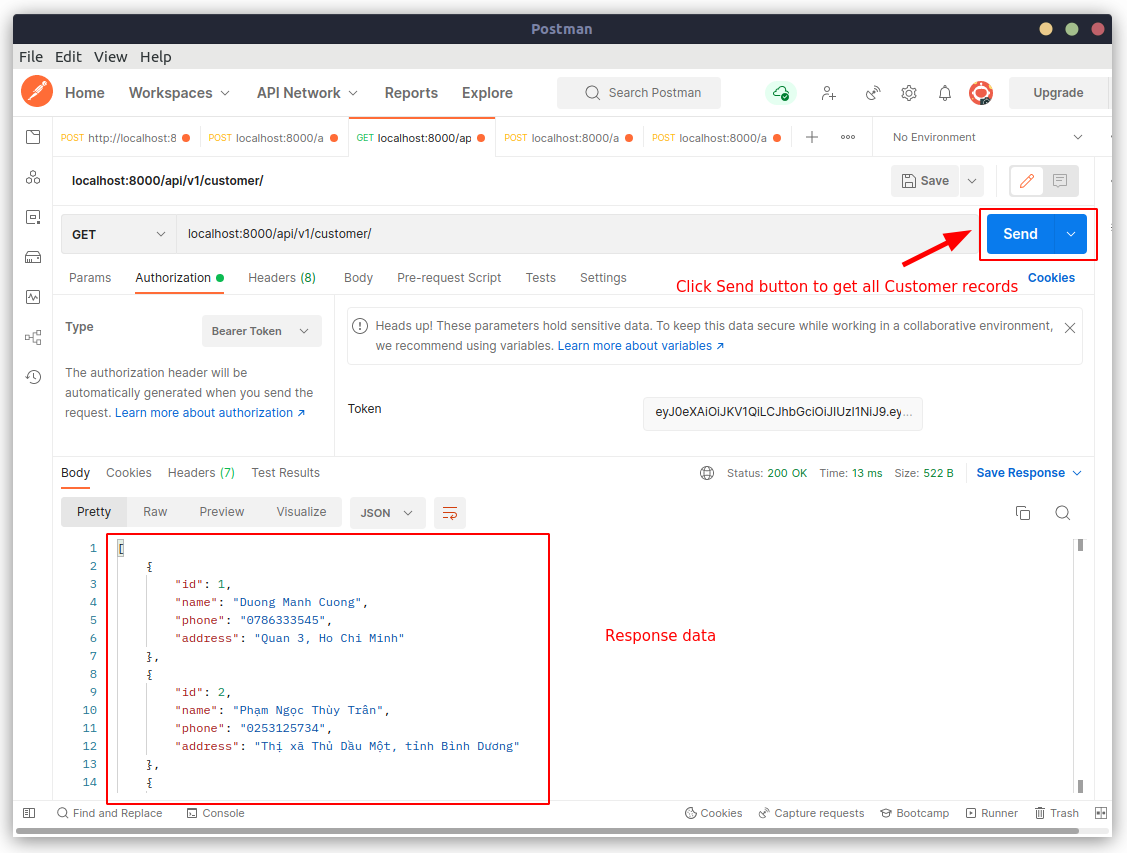 Postman
File Edit View Help
Home Workspaces API Network Reports Explore Search Postman Upgrade
POST http://localhost:8 POST localhost:8000/a GET localhost:8000/ap POST localhost:8000/a POST localhost:8000/a No Environment
localhost:8000/api/v1/customer/ Save
GET localhost:8000/api/v1/customer/ Send
Params Authorization Headers (8) Body Pre-request Script Tests Settings Cookies
Click Send button to get all Customer records
Type Bearer Token
The authorization header will be
automatically generated when you send the
request. Learn more about authorization ↗
Heads up! These parameters hold sensitive data. To keep this data secure while working in a collaborative environment,
we recommend using variables. Learn more about variables ↗
Token eyJ0eXAiOiJKV1QiLCJhbGciOiJIUzI1NiJ9.ey...
Body Cookies Headers (7) Test Results Status: 200 OK Time: 13 ms Size: 522 B Save Response
Pretty Raw Preview Visualize JSON
1 [
2 {
3 "id": 1,
4 "name": "Duong Manh Cuong",
5 "phone": "0786333545",
6 "address": "Quan 3, Ho Chi Minh"
7 },
8 {
9 "id": 2,
10 "name": "Phạm Ngọc Thùy Trân",
11 "phone": "0253125734",
12 "address": "Thị xã Thủ Dầu Một, tỉnh Bình Dương"
13 },
14 {
Response data
Find and Replace Console Cookies Capture requests Bootcamp Runner Trash